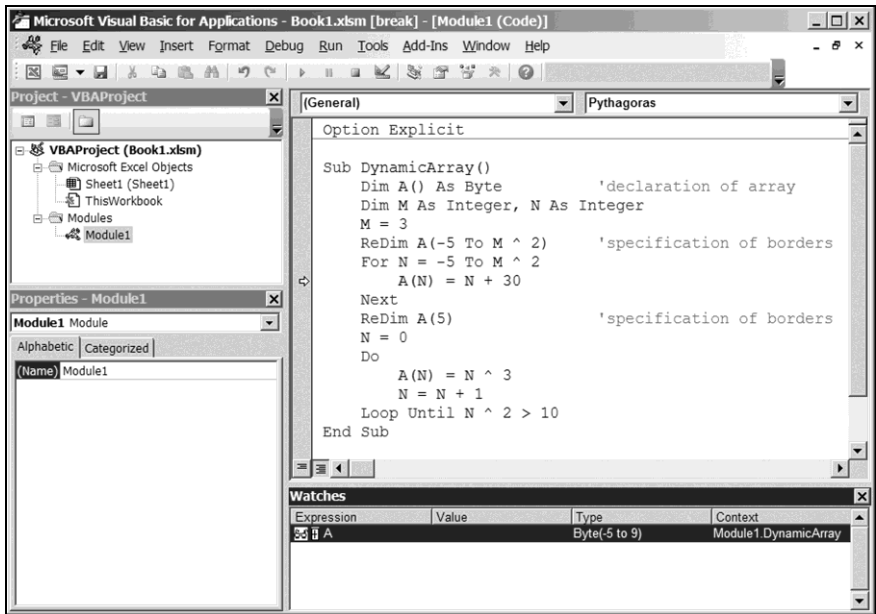 Microsoft Visual Basic for Applications - Book1.xlsm [break] - [Module1 (Code)]
File Edit View Insert Format Debug Run Tools Add-Ins Window Help
Project - VBAProject
VBAProject (Book1.xlsm)
Microsoft Excel Objects
Sheet1 (Sheet1)
ThisWorkbook
Modules
Module1
Properties - Module1
Module1 Module
Alphabetic Categorized
(Name) Module1
(General) Pythagoras
Option Explicit
Sub DynamicArray()
Dim A() As Byte 'declaration of array
Dim M As Integer, N As Integer
M = 3
ReDim A(-5 To M ^ 2) 'specification of borders
For N = -5 To M ^ 2
A(N) = N + 30
Next
ReDim A(5) 'specification of borders
N = 0
Do
A(N) = N ^ 3
N = N + 1
Loop Until N ^ 2 > 10
End Sub
Watches
Expression Value Type Context
A Byte(-5 to 9) Module1.DynamicArray